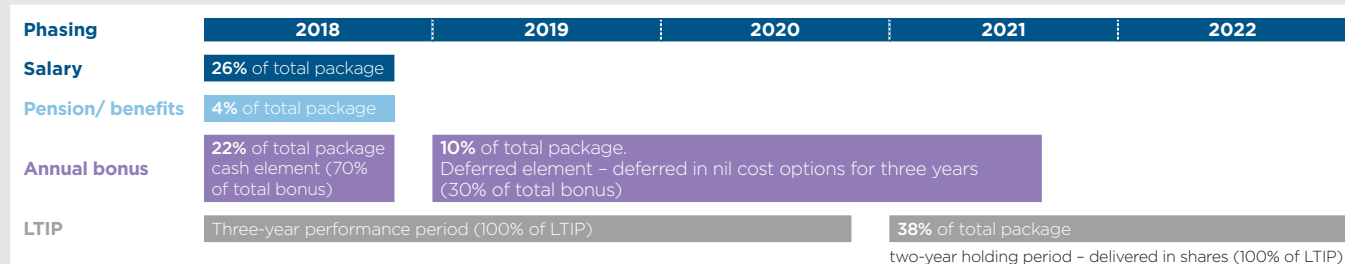 Phasing 2018 2019 2020 2021 2022
Salary 26% of total package
Pension/ benefits 4% of total package
Annual bonus
22% of total package
cash element (70%
of total bonus)
10% of total package.
Deferred element – deferred in nil cost options for three years
(30% of total bonus)
LTIP Three-year performance period (100% of LTIP) 38% of total package
two-year holding period – delivered in shares (100% of LTIP)